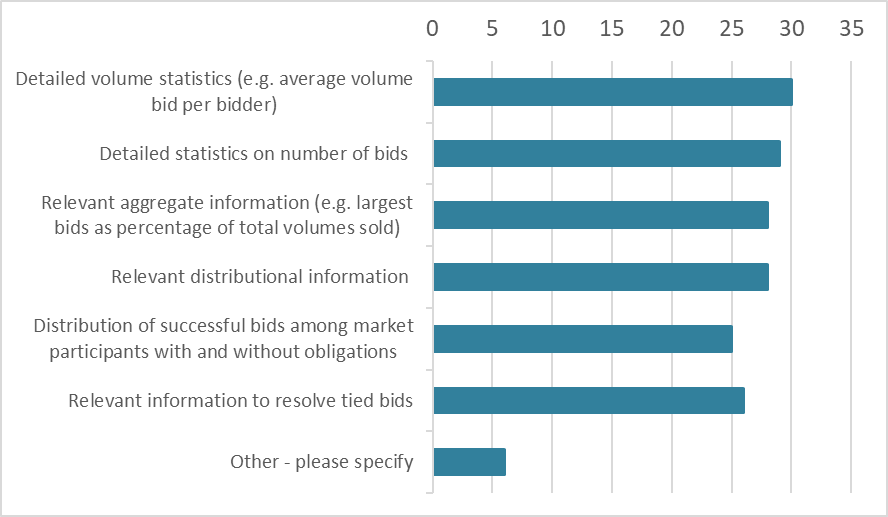 0 5 10 15 20 25 30 35
Detailed volume statistics (e.g. average volume
bid per bidder)
Detailed statistics on number of bids
Relevant aggregate information (e.g. largest
bids as percentage of total volumes sold)
Relevant distributional information
Distribution of successful bids among market
participants with and without obligations
Relevant information to resolve tied bids
Other - please specify